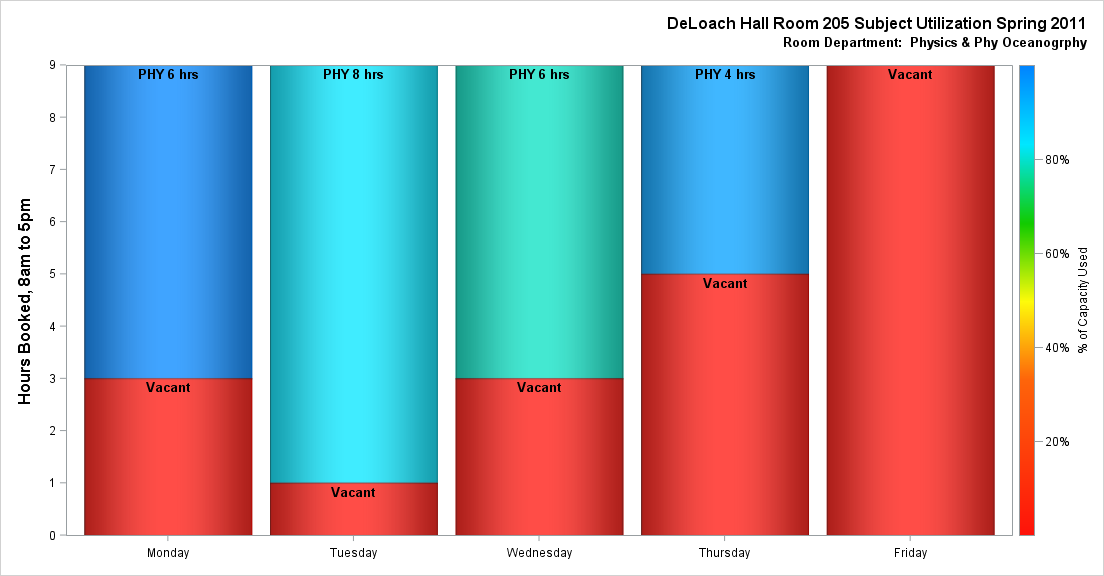 DeLoach Hall Room 205 Subject Utilization Spring 2011
Room Department:  Physics & Phy Oceanogrphy
Hours Booked, 8am to 5pm
9
8
7
6
5
4
3
2
1
0
PHY 6 hrs
PHY 8 hrs
PHY 6 hrs
PHY 4 hrs
Vacant
Vacant
Vacant
Vacant
Vacant
Monday
Tuesday
Wednesday
Thursday
Friday
80%
60%
40%
20%
% of Capacity Used